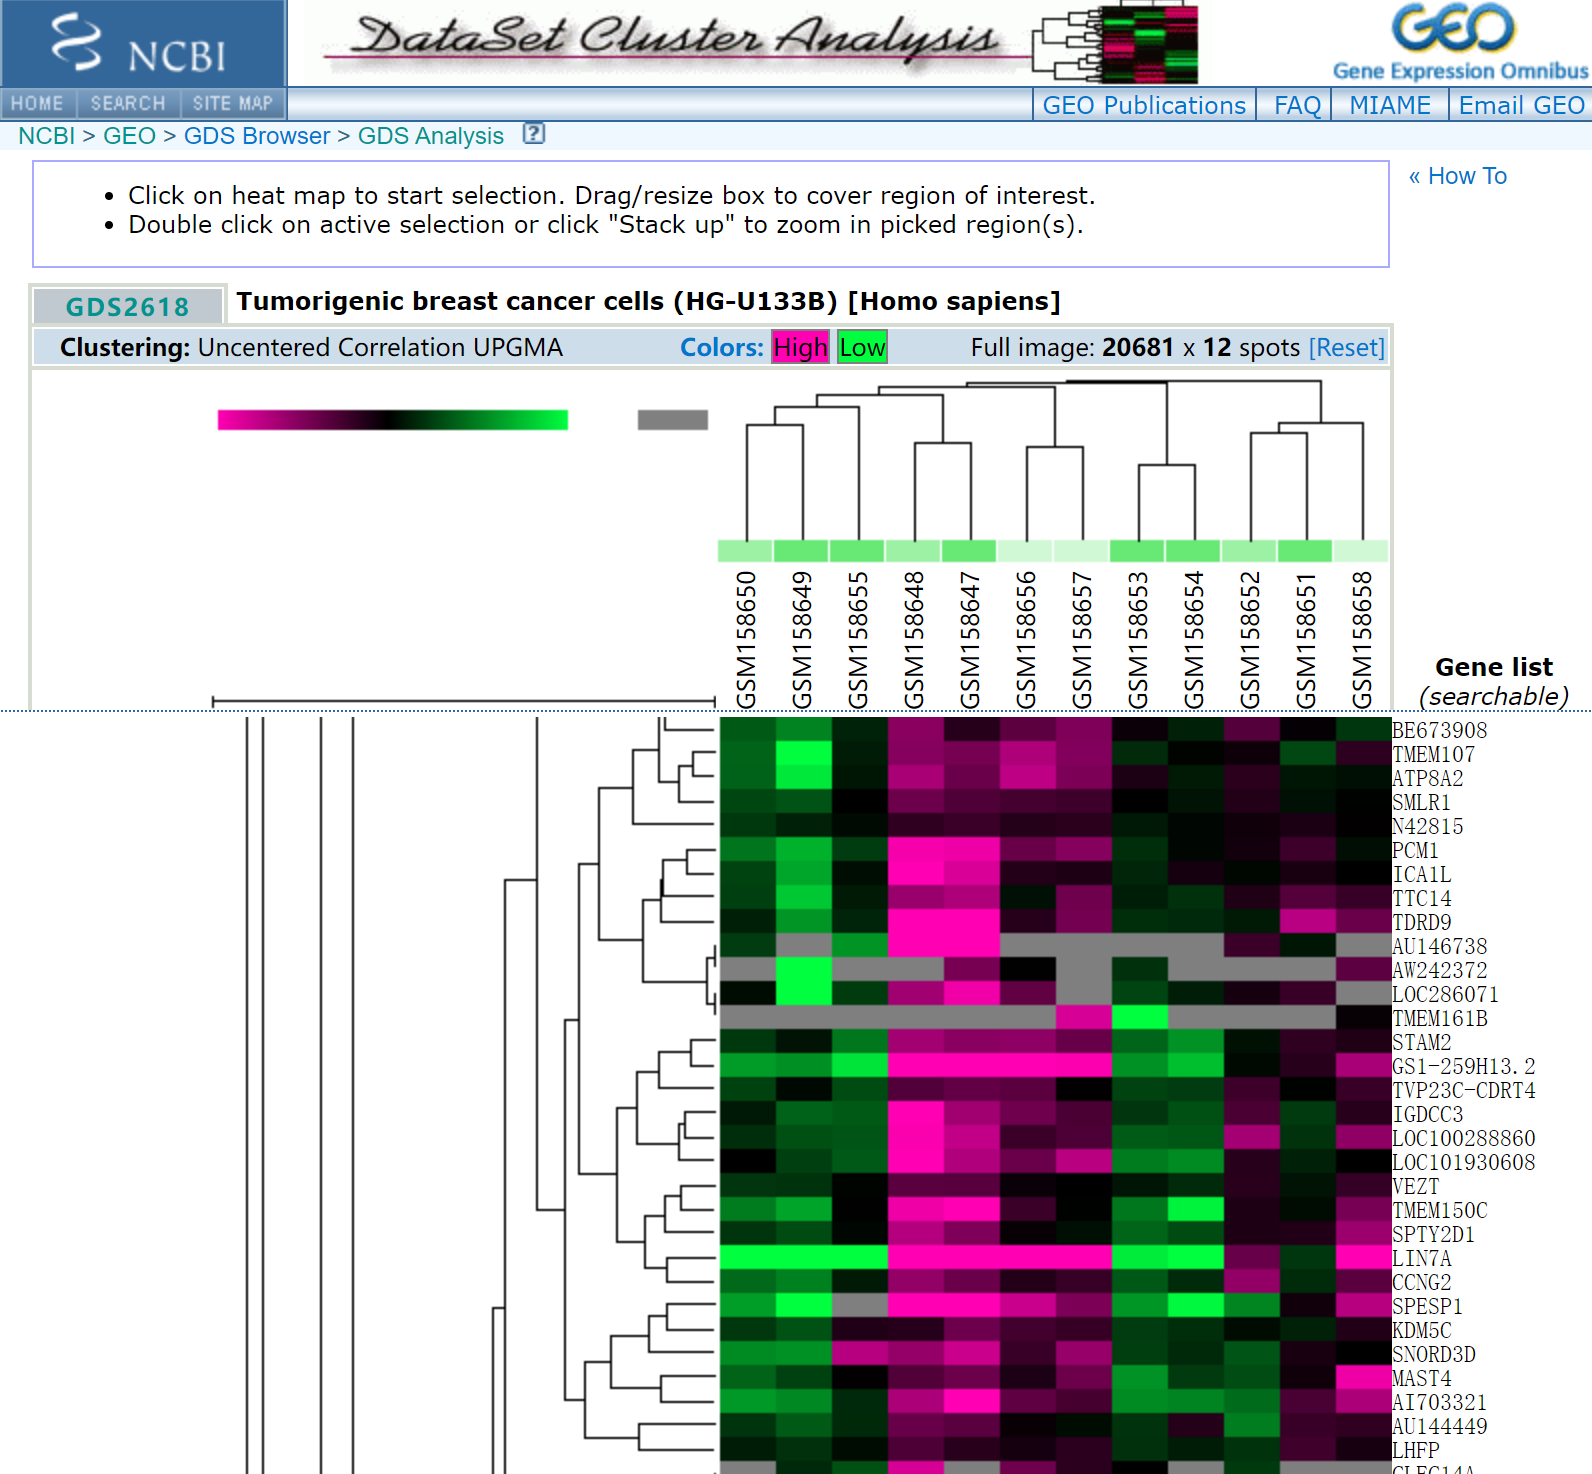 NCBI
DataSet Cluster Analysis
GEO
Gene Expression Omnibus
HOME SEARCH SITE MAP
GEO Publications FAQ MIAME Email GEO
NCBI > GEO > GDS Browser > GDS Analysis ?
• Click on heat map to start selection. Drag/resize box to cover region of interest.
• Double click on active selection or click "Stack up" to zoom in picked region(s).
« How To
GDS2618 Tumorigenic breast cancer cells (HG-U133B) [Homo sapiens]
Clustering: Uncentered Correlation UPGMA Colors: High Low Full image: 20681 x 12 spots [Reset]
GSM158650
GSM158649
GSM158655
GSM158648
GSM158647
GSM158656
GSM158657
GSM158653
GSM158654
GSM158652
GSM158651
GSM158658
Gene list
(searchable)
BE673908
TMEM107
ATP8A2
SMLR1
N42815
PCM1
ICA1L
TTC14
TDRD9
AU146738
AW242372
LOC286071
TMEM161B
STAM2
GS1-259H13.2
TVP23C-CDRT4
IGDCC3
LOC100288860
LOC101930608
VEZT
TMEM150C
SPTY2D1
LIN7A
CCNG2
SPESP1
KDM5C
SNORD3D
MAST4
AI703321
AU144449
LHFP